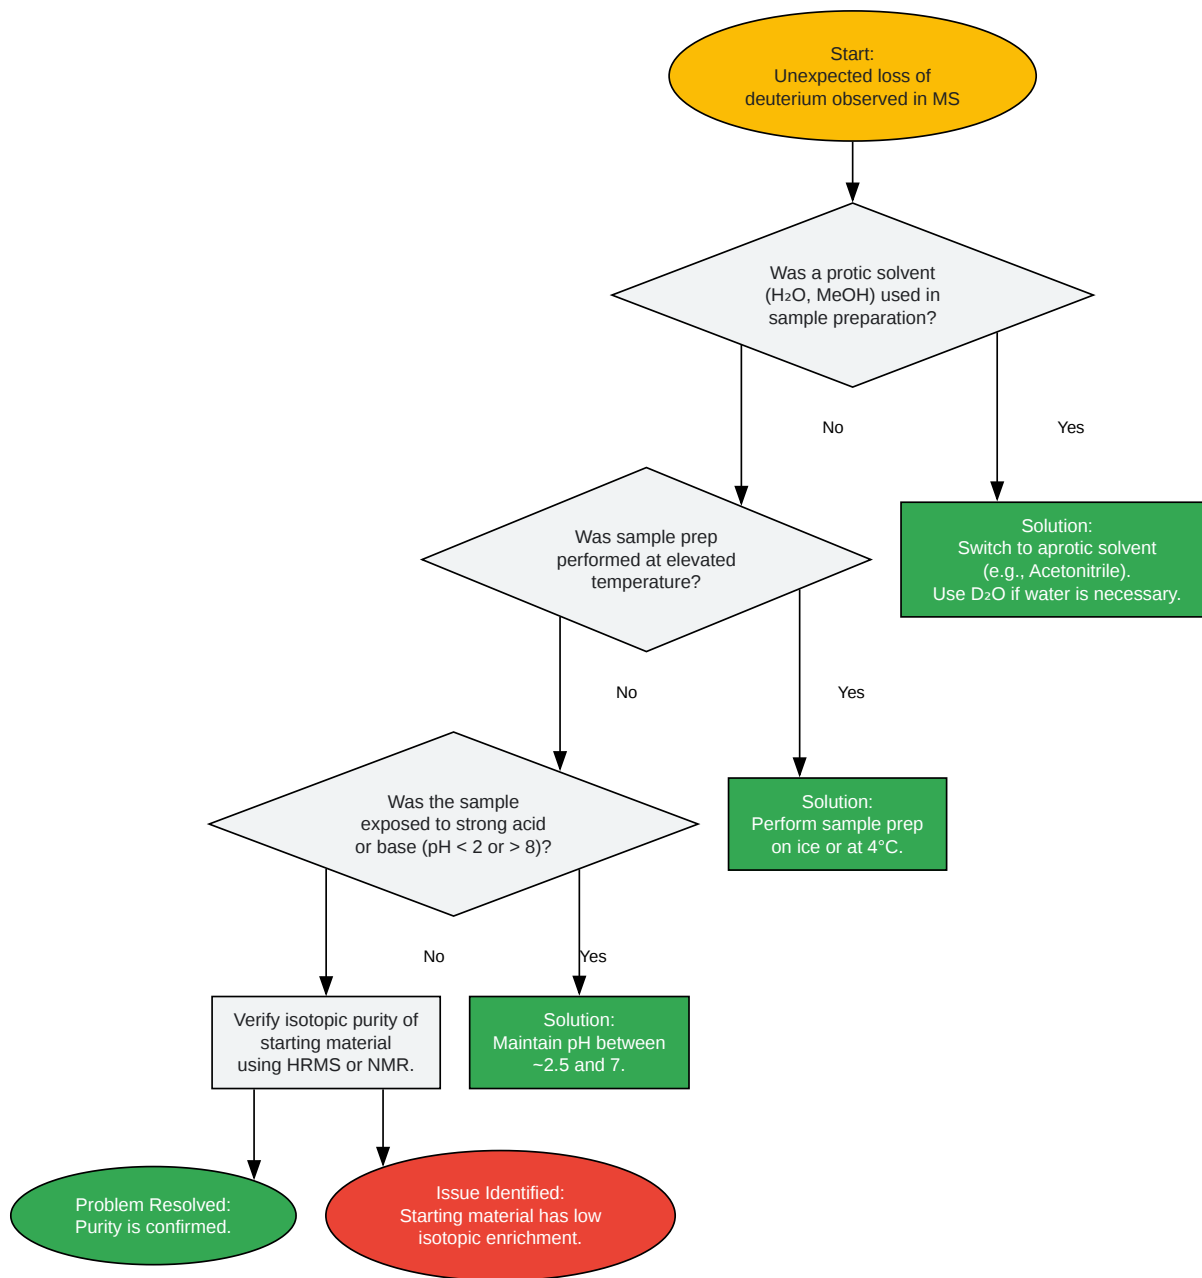 Start:
Unexpected loss of
deuterium observed in MS
Was a protic solvent
(H₂O, MeOH) used in
sample preparation?
No
Yes
Was sample prep
performed at elevated
temperature?
Solution:
Switch to aprotic solvent
(e.g., Acetonitrile).
Use D₂O if water is necessary.
No
Yes
Was the sample
exposed to strong acid
or base (pH < 2 or > 8)?
Solution:
Perform sample prep
on ice or at 4°C.
No
Yes
Verify isotopic purity of
starting material
using HRMS or NMR.
Solution:
Maintain pH between
~2.5 and 7.
Problem Resolved:
Purity is confirmed.
Issue Identified:
Starting material has low
isotopic enrichment.